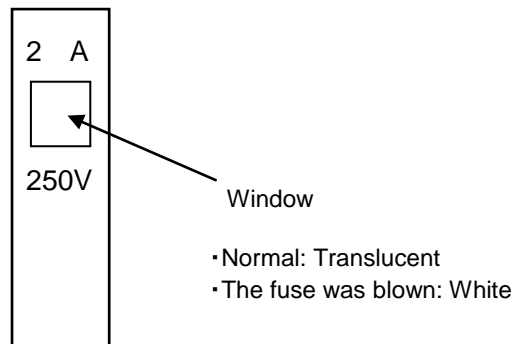 2 A
250V
Window
・Normal: Translucent
・The fuse was blown: White